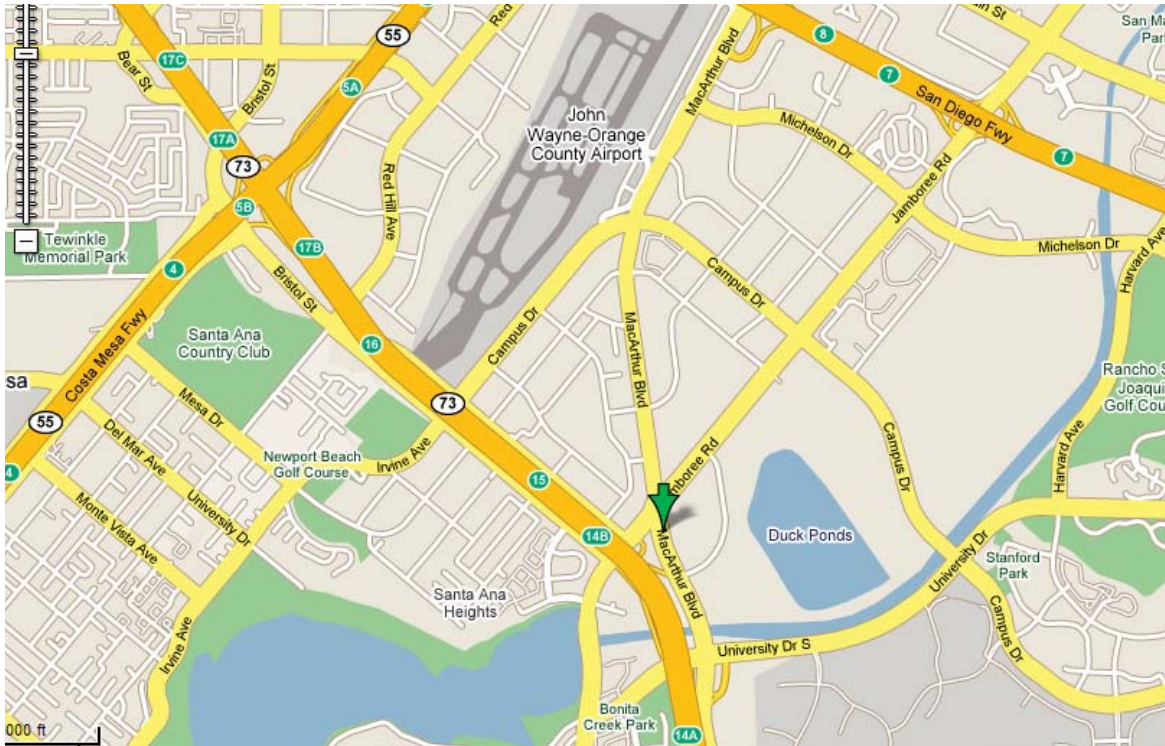 55
8
San Ma
Park
17C
Bear St
Bristol St
5A
Red
MacArthur Blvd
7
San Diego Fwy
John
Wayne-Orange
County Airport
Michelson Dr
17A
73
7
Red Hill Ave
Jamboree Rd
5B
17B
Tewinkle
Memorial Park
Michelson Dr
Harvard Ave
4
Bristol St
Campus Dr
Costa Mesa Fwy
Santa Ana
Country Club
16
Campus Dr
MacArthur Blvd
sa
Rancho S
Joaqui
Golf Cou
73
55
Mesa Dr
Del Mar Ave
Newport Beach
Golf Course
Irvine Ave
Campus Dr
Harvard Ave
4
15
mboree Rd
University Dr
Monte Vista Ave
14B
MacArthur Blvd
Duck Ponds
University Dr
Stanford
Park
Santa Ana
Heights
Campus Dr
Irvine Ave
University Dr S
Bonita
Creek Park
000 ft
14A